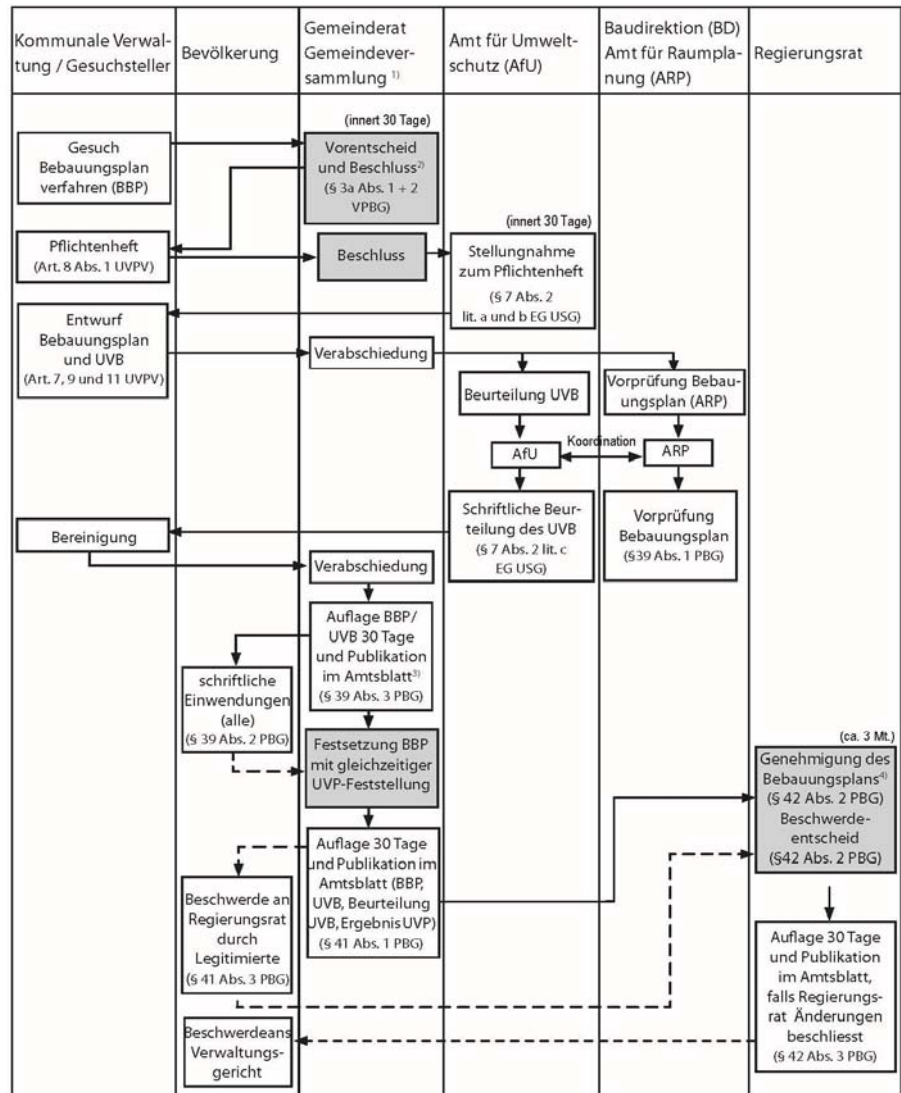 Kommunale Verwal-
tung / Gesuchsteller
Bevölkerung
Gemeinderat
Gemeindever-
sammlung ¹⁾
Amt für Umwelt-
schutz (AfU)
Baudirektion (BD)
Amt für Raumpla-
nung (ARP)
Regierungsrat
(innert 30 Tage)
Gesuch
Bebauungsplan
verfahren (BBP)
Vorentscheid
und Beschluss²⁾
(§ 3a Abs. 1 + 2
VPBG)
(innert 30 Tage)
Pflichtenheft
(Art. 8 Abs. 1 UVPV)
Beschluss
Stellungnahme
zum Pflichtenheft
(§ 7 Abs. 2
lit. a und b EG USG)
Entwurf
Bebauungsplan
und UVB
(Art. 7, 9 und 11 UVPV)
Verabschiedung
Beurteilung UVB
Vorprüfung Bebau-
ungsplan (ARP)
AfU
Koordination
ARP
Schriftliche Beur-
teilung des UVB
(§ 7 Abs. 2 lit. c
EG USG)
Vorprüfung
Bebauungsplan
(§39 Abs. 1 PBG)
Bereinigung
Verabschiedung
Auflage BBP/
UVB 30 Tage
und Publikation
im Amtsblatt³⁾
(§ 39 Abs. 3 PBG)
schriftliche
Einwendungen
(alle)
(§ 39 Abs. 2 PBG)
Festsetzung BBP
mit gleichzeitiger
UVP-Feststellung
(ca. 3 Mt.)
Genehmigung des
Bebauungsplans⁴⁾
(§ 42 Abs. 2 PBG)
Beschwerde-
entscheid
(§42 Abs. 2 PBG)
Auflage 30 Tage
und Publikation im
Amtsblatt (BBP,
UVB, Beurteilung
UVB, Ergebnis UVP)
(§ 41 Abs. 1 PBG)
Beschwerde an
Regierungsrat
durch
Legitimierte
(§ 41 Abs. 3 PBG)
Auflage 30 Tage
und Publikation
im Amtsblatt,
falls Regierungs-
rat Änderungen
beschliesst
(§ 42 Abs. 3 PBG)
Beschwerdeans
Verwaltungs-
gericht